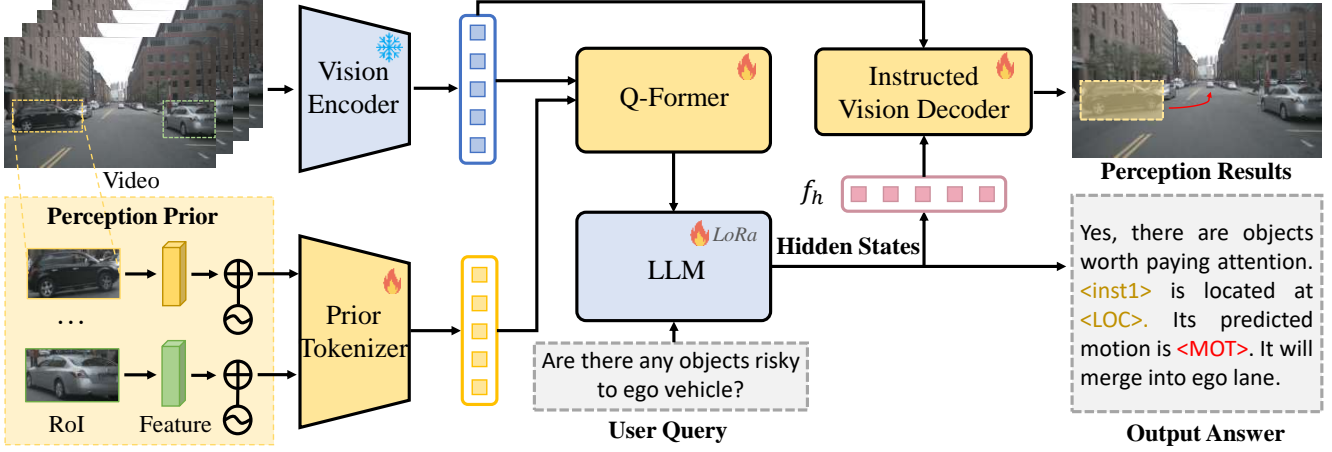 Video
Vision
Encoder
Q-Former
Instructed
Vision Decoder
Perception Results
Perception Prior
...
RoI
Feature
Prior
Tokenizer
LoRa
LLM
Hidden States
f_h
Are there any objects risky
to ego vehicle?
User Query
Yes, there are objects
worth paying attention.
<inst1> is located at
<LOC>. Its predicted
motion is <MOT>. It will
merge into ego lane.
Output Answer